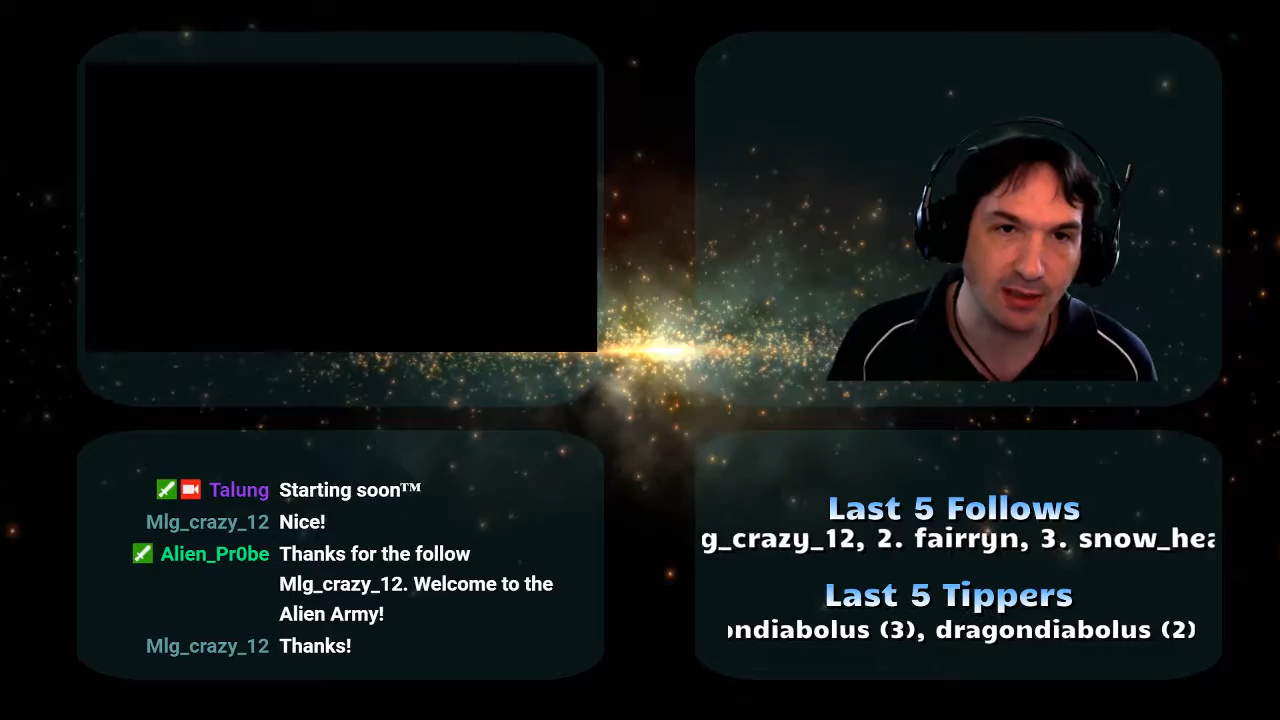 Talung Starting soon™
Mlg_crazy_12 Nice!
Alien_Pr0be Thanks for the follow
Mlg_crazy_12. Welcome to the
Alien Army!
Mlg_crazy_12 Thanks!
Last 5 Follows
g_crazy_12, 2. fairryn, 3. snow_hea
Last 5 Tippers
ondiabolus (3), dragondiabolus (2)